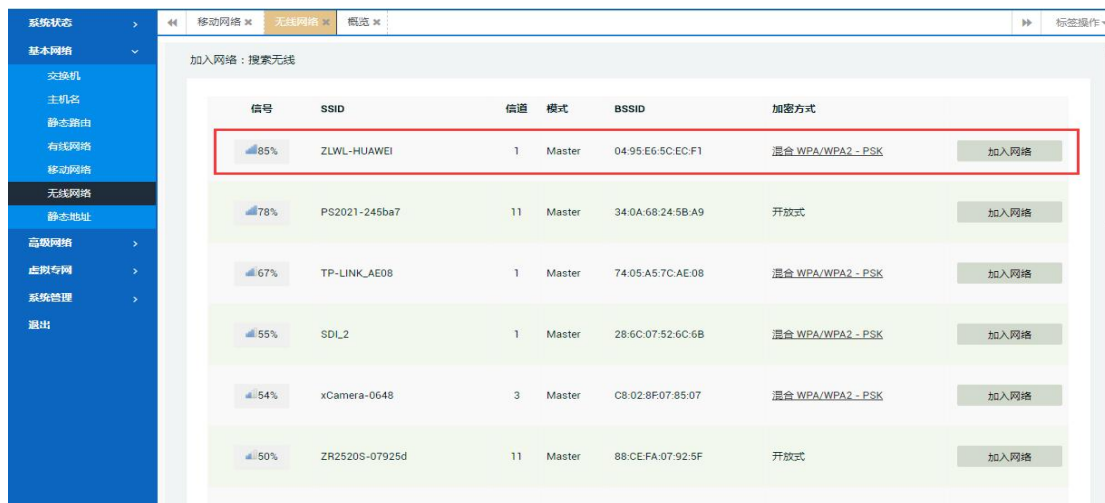 系统状态
基本网络
交换机
主机名
静态路由
有线网络
移动网络
无线网络
静态地址
高级网络
虚拟专网
系统管理
退出
移动网络 无线网络 概览 标签操作
加入网络：搜索无线
信号 SSID 信道 模式 BSSID 加密方式
85% ZLWL-HUAWEI 1 Master 04:95:E6:5C:EC:F1 混合 WPA/WPA2 - PSK 加入网络
78% PS2021-245ba7 11 Master 34:0A:68:24:5B:A9 开放式 加入网络
67% TP-LINK_AE08 1 Master 74:05:A5:7C:AE:08 混合 WPA/WPA2 - PSK 加入网络
55% SDI_2 1 Master 28:6C:07:52:6C:6B 混合 WPA/WPA2 - PSK 加入网络
54% xCamera-0648 3 Master C8:02:8F:07:85:07 混合 WPA/WPA2 - PSK 加入网络
50% ZR2520S-07925d 11 Master 88:CE:FA:07:92:5F 开放式 加入网络